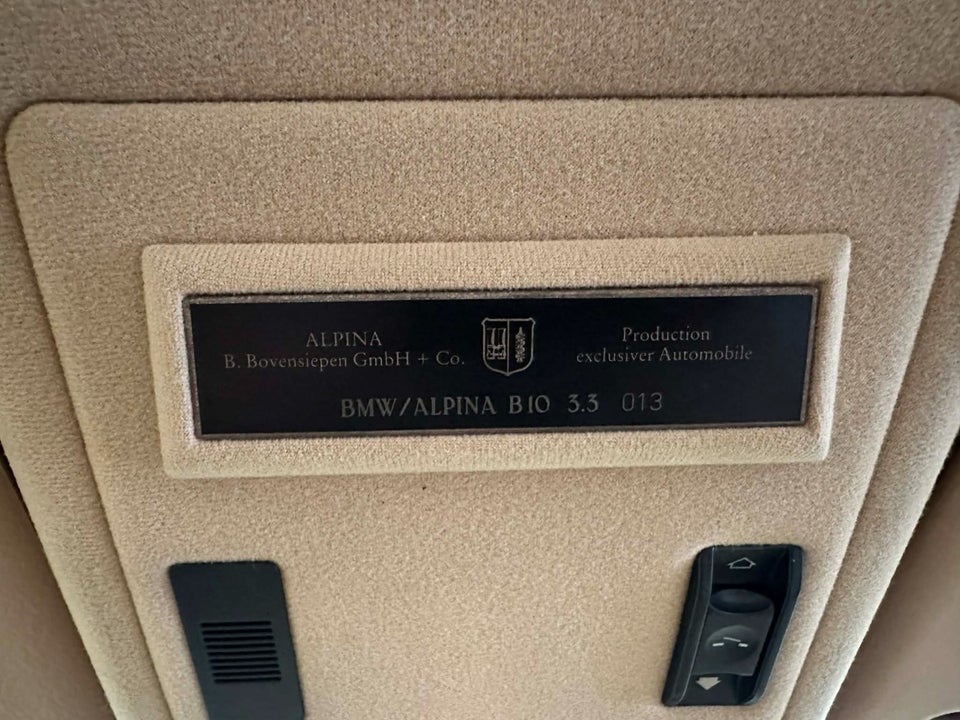 ALPINA
B. Bovensiepen GmbH + Co.
Production
exclusiver Automobile
BMW/ALPINA B10 3.3 013